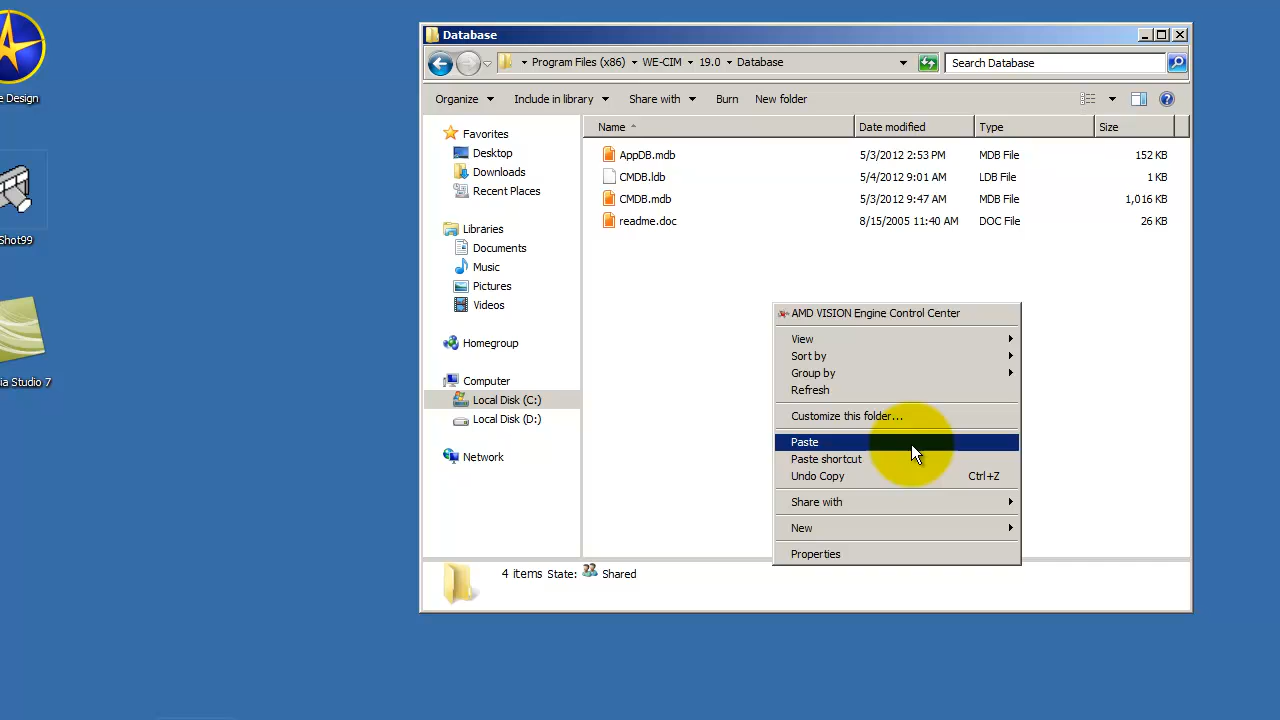 Database
Program Files (x86) WE-CIM 19.0 Database
Search Database
Organize Include in library Share with Burn New folder
Name Date modified Type Size
Favorites
Desktop
Downloads
Recent Places
Libraries
Documents
Music
Pictures
Videos
Homegroup
Computer
Local Disk (C:)
Local Disk (D:)
Network
AppDB.mdb 5/3/2012 2:53 PM MDB File 152 KB
CMDB.ldb 5/4/2012 9:01 AM LDB File 1 KB
CMDB.mdb 5/3/2012 9:47 AM MDB File 1,016 KB
readme.doc 8/15/2005 11:40 AM DOC File 26 KB
AMD VISION Engine Control Center
View
Sort by
Group by
Refresh
Customize this folder...
Paste
Paste shortcut
Undo Copy Ctrl+Z
Share with
New
Properties
4 items State: Shared
e Design
Shot99
ia Studio 7